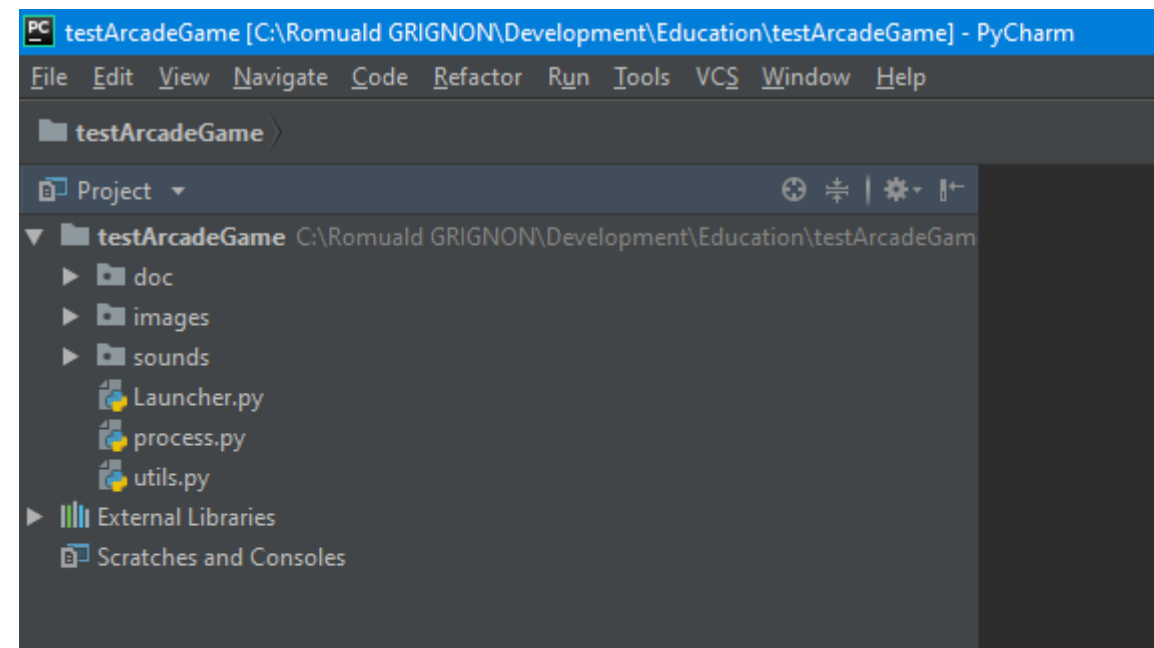 PC testArcadeGame [C:\Romuald GRIGNON\Development\Education\testArcadeGame] - PyCharm
File Edit View Navigate Code Refactor Run Tools VCS Window Help
testArcadeGame
Project
testArcadeGame C:\Romuald GRIGNON\Development\Education\testArcadeGam
doc
images
sounds
Launcher.py
process.py
utils.py
External Libraries
Scratches and Consoles